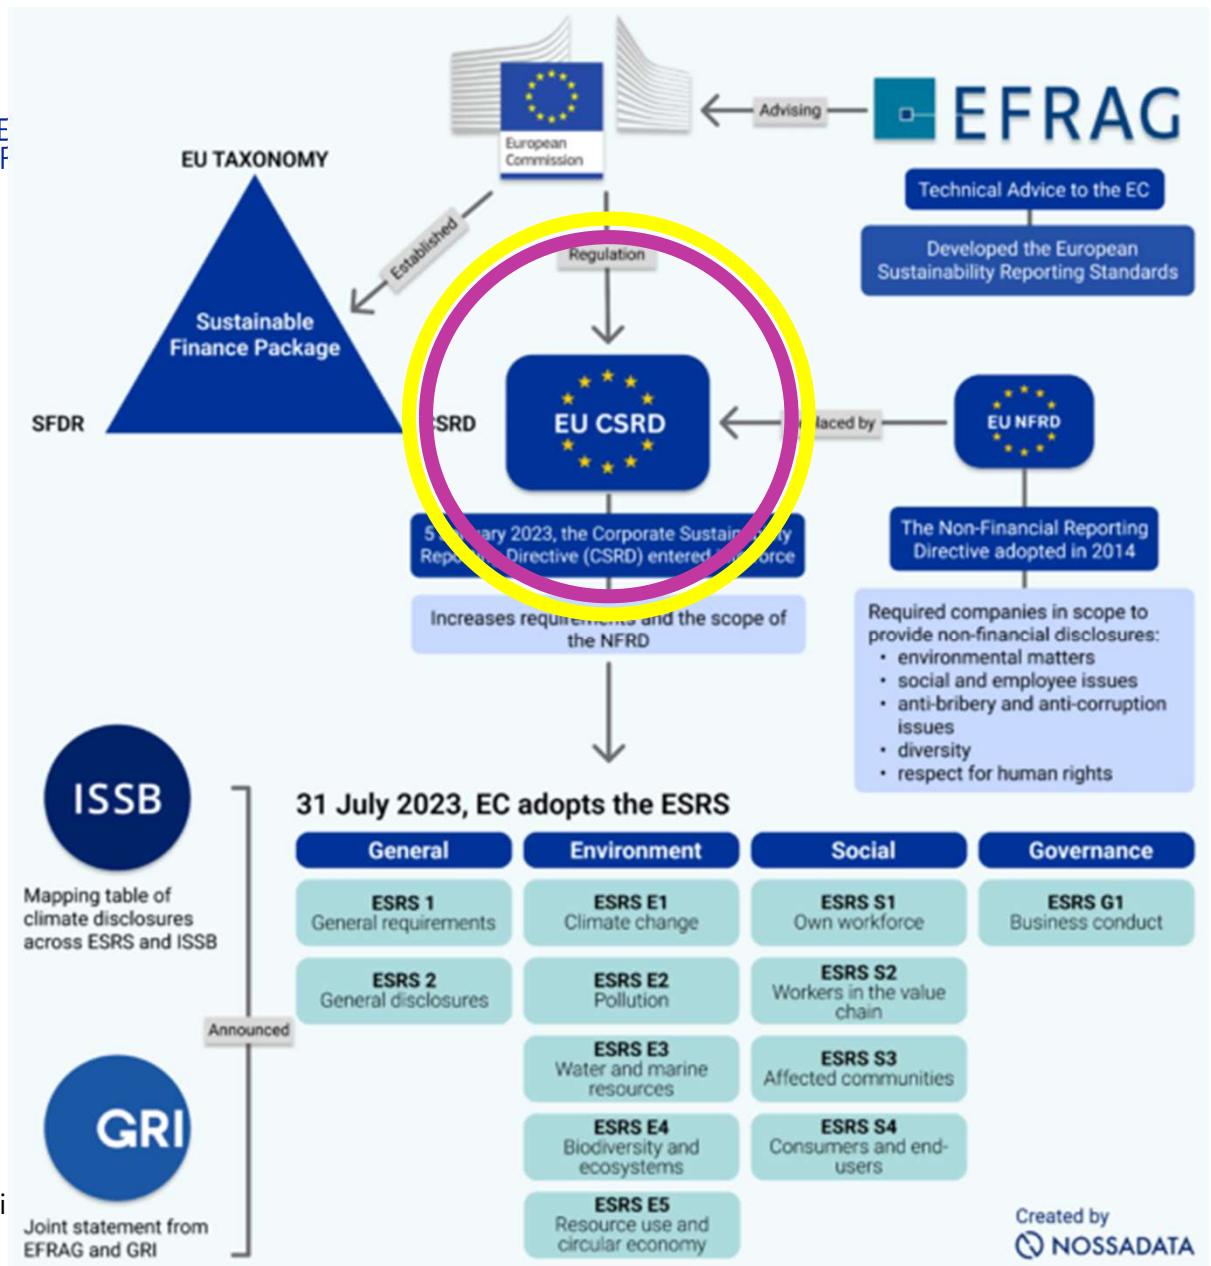 European
Commission
Advising
EFRAG
EU TAXONOMY
Established
Regulation
Technical Advice to the EC
Developed the European
Sustainability Reporting Standards
Sustainable
Finance Package
SFDR
CSRD
EU CSRD
by
EU NFRD
5 2023, the Corporate
Directive (CSRD) entered
Increases requirements and the scope of
the NFRD
The Non-Financial Reporting
Directive adopted in 2014
Required companies in scope to
provide non-financial disclosures:
• environmental matters
• social and employee issues
• anti-bribery and anti-corruption
issues
• diversity
• respect for human rights
ISSB
Mapping table of
climate disclosures
across ESRS and ISSB
Announced
GRI
Joint statement from
EFRAG and GRI
31 July 2023, EC adopts the ESRS
General
Environment
Social
Governance
ESRS 1
General requirements
ESRS E1
Climate change
ESRS S1
Own workforce
ESRS G1
Business conduct
ESRS 2
General disclosures
ESRS E2
Pollution
ESRS S2
Workers in the value
chain
ESRS E3
Water and marine
resources
ESRS S3
Affected communities
ESRS E4
Biodiversity and
ecosystems
ESRS S4
Consumers and end-
users
ESRS E5
Resource use and
circular economy
Created by
NOSSADATA